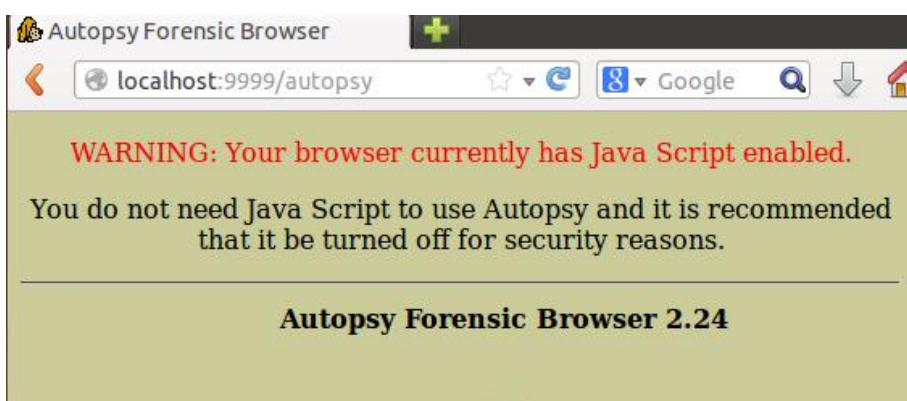 Autopsy Forensic Browser
localhost:9999/autopsy
8 Google
WARNING: Your browser currently has Java Script enabled.
You do not need Java Script to use Autopsy and it is recommended
that it be turned off for security reasons.
Autopsy Forensic Browser 2.24